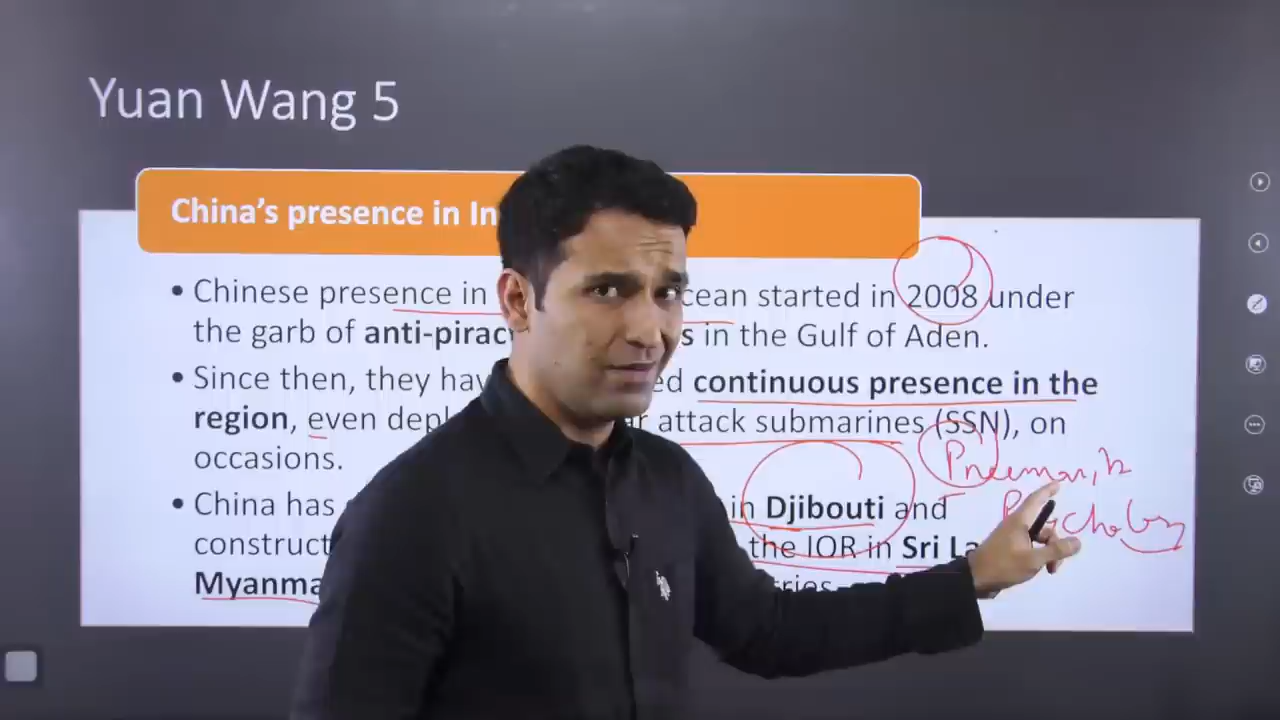 Yuan Wang 5
China's presence in In
• Chinese presence in cean started in 2008 under
the garb of anti-pirac s in the Gulf of Aden.
• Since then, they hav ed continuous presence in the
region, even depl r attack submarines (SSN), on
occasions.
• China has in Djibouti and
construct the IOR in Sri La
Myanma ries